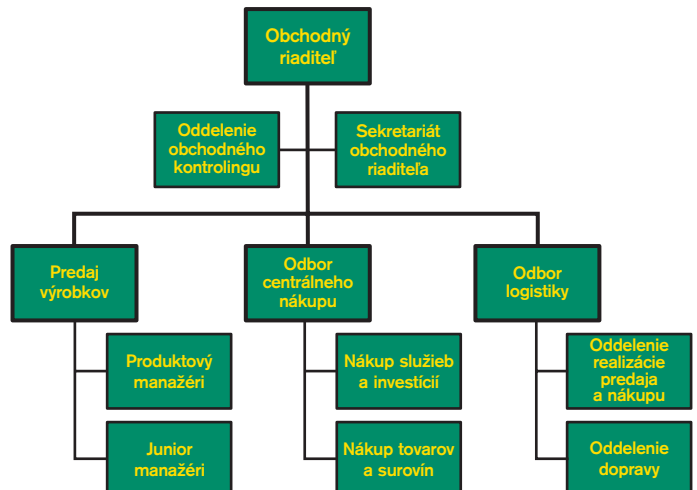 Obchodný
riaditeľ
Oddelenie
obchodného
kontrolingu
Sekretariát
obchodného
riaditeľa
Predaj
výrobkov
Odbor
centrálneho
nákupu
Odbor
logistiky
Produktový
manažéri
Nákup služieb
a investícií
Oddelenie
realizácie
predaja
a nákupu
Junior
manažéri
Nákup tovarov
a surovín
Oddelenie
dopravy